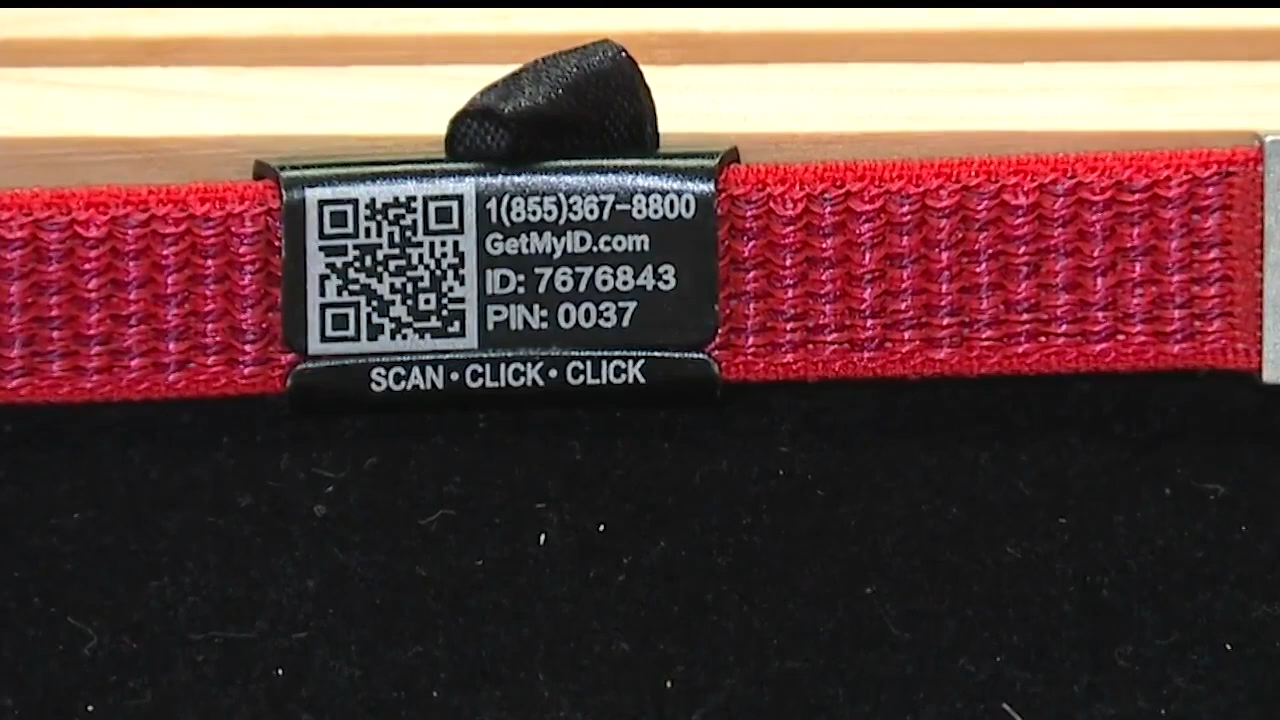 1(855)367-8800
GetMyID.com
ID: 7676843
PIN: 0037
SCAN • CLICK • CLICK